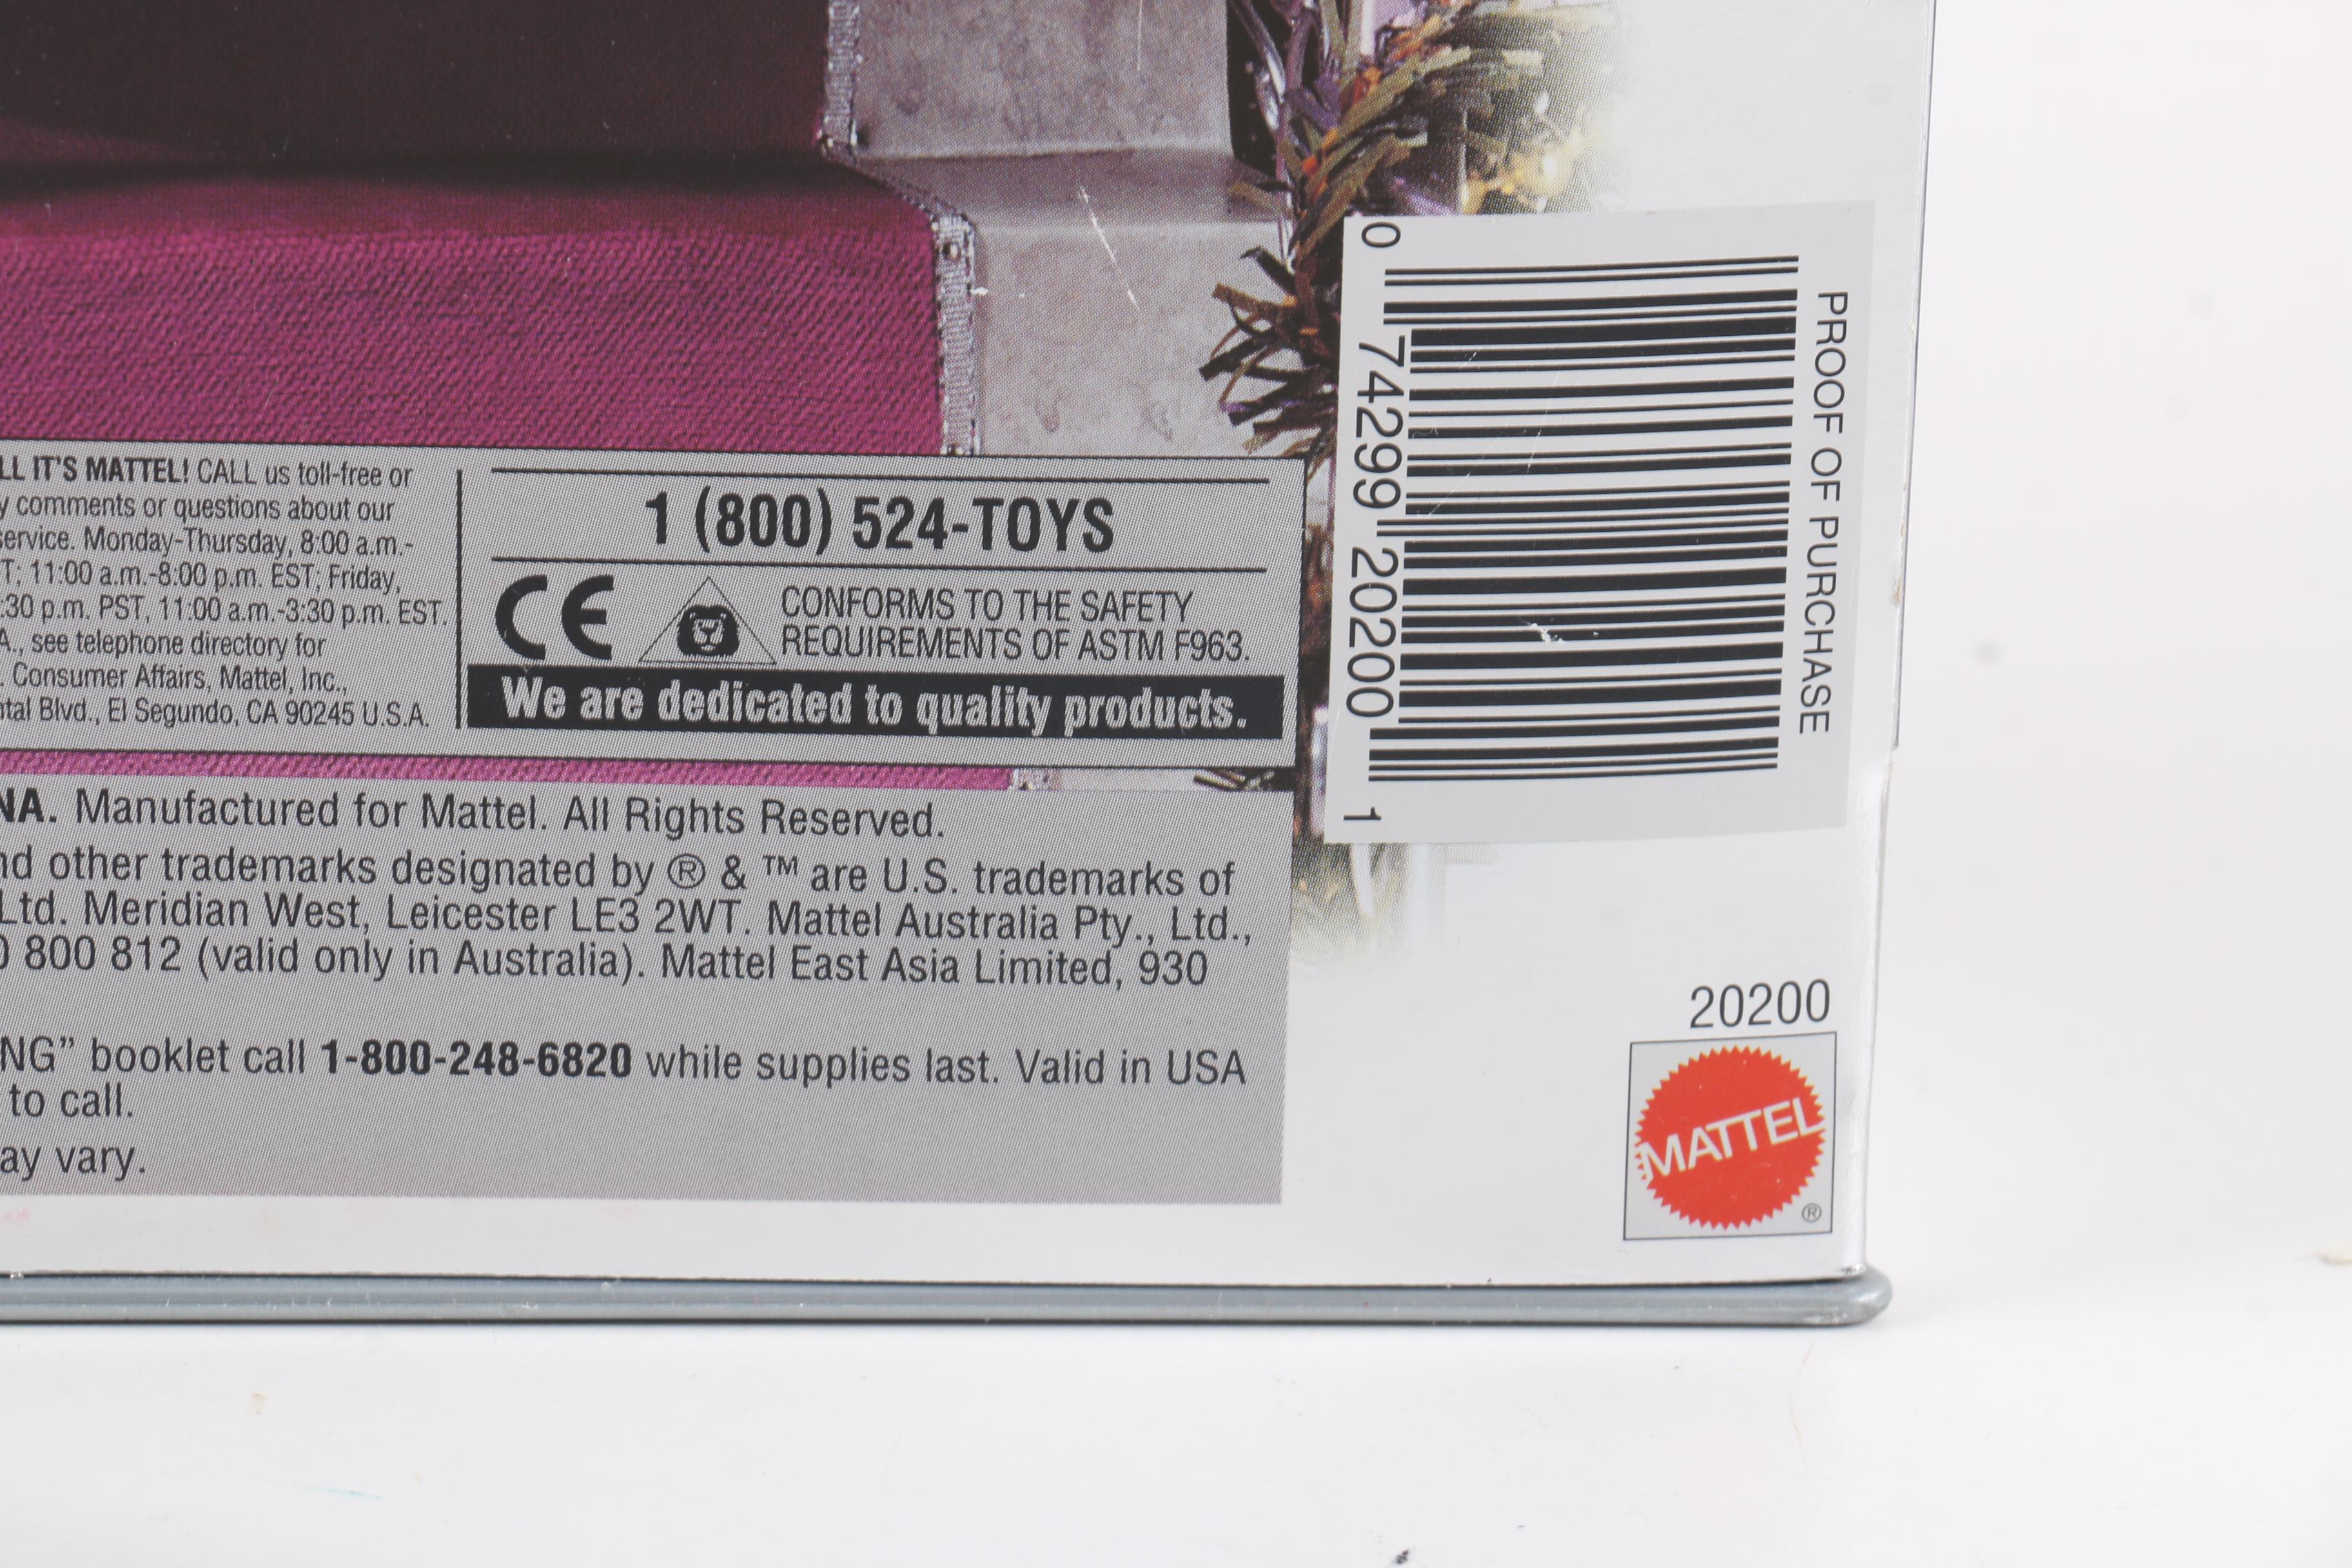 LL IT'S MATTEL! CALL us toll-free or
y comments or questions about our
service. Monday-Thursday, 8:00 a.m.-
T; 11:00 a.m.-8:00 p.m. EST; Friday,
:30 p.m. PST, 11:00 a.m.-3:30 p.m. EST.
A., see telephone directory for
. Consumer Affairs, Mattel, Inc.,
ntal Blvd., El Segundo, CA 90245 U.S.A.
1 (800) 524-TOYS
CE
CONFORMS TO THE SAFETY
REQUIREMENTS OF ASTM F963.
We are dedicated to quality products.
NA. Manufactured for Mattel. All Rights Reserved.
nd other trademarks designated by ® & ™ are U.S. trademarks of
Ltd. Meridian West, Leicester LE3 2WT. Mattel Australia Pty., Ltd.,
0 800 812 (valid only in Australia). Mattel East Asia Limited, 930
NG” booklet call 1-800-248-6820 while supplies last. Valid in USA
to call.
ay vary.
PROOF OF PURCHASE
0 74299 20200 1
20200
MATTEL
®